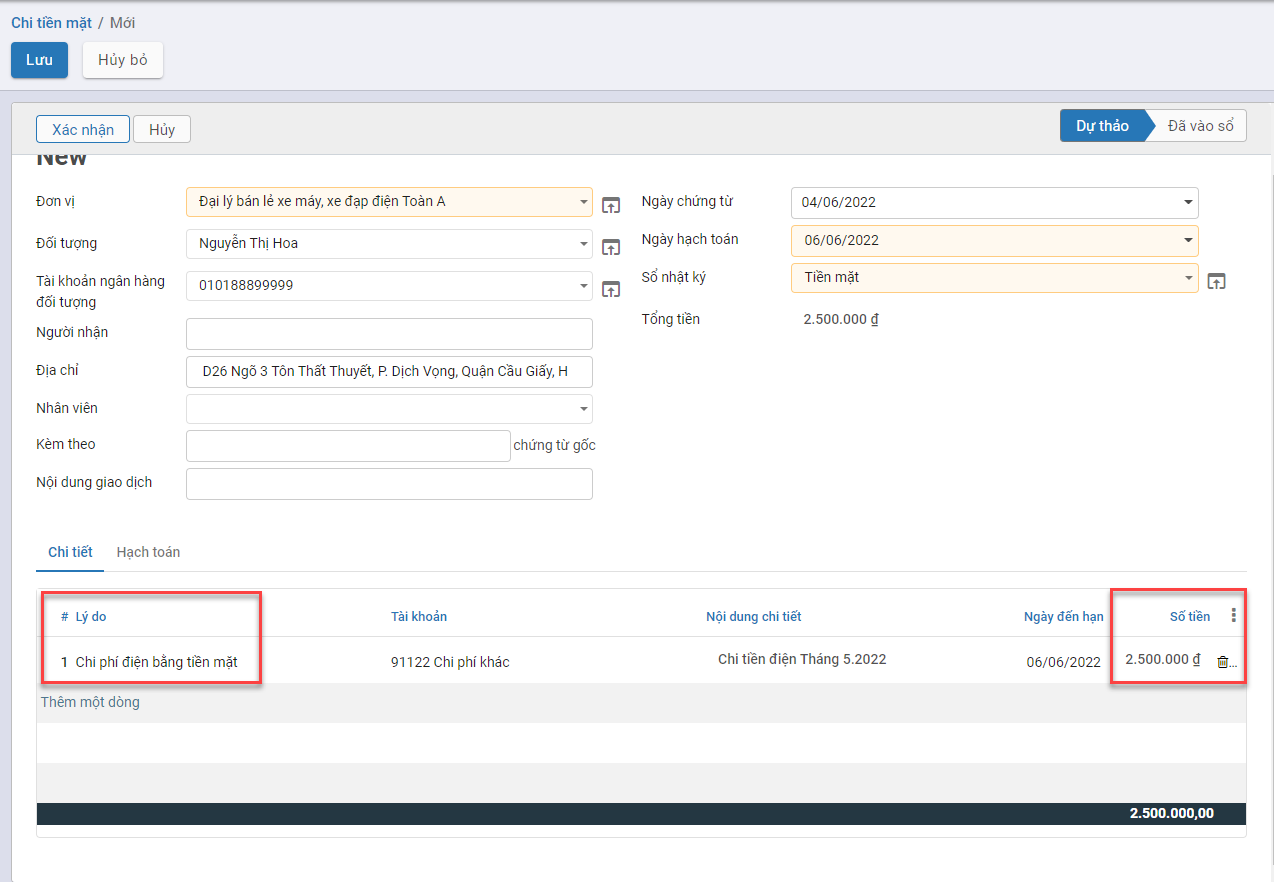 Chi tiền mặt / Mới
Lưu Hủy bỏ
Xác nhận Hủy Dự thảo Đã vào sổ
New
Đơn vị Đại lý bán lẻ xe máy, xe đạp điện Toàn A
Đối tượng Nguyễn Thị Hoa
Tài khoản ngân hàng
đối tượng 010188899999
Người nhận
Địa chỉ D26 Ngõ 3 Tôn Thất Thuyết, P. Dịch Vọng, Quận Cầu Giấy, H
Nhân viên
Kèm theo chứng từ gốc
Nội dung giao dịch
Ngày chứng từ 04/06/2022
Ngày hạch toán 06/06/2022
Sổ nhật ký Tiền mặt
Tổng tiền 2.500.000 ₫
Chi tiết Hạch toán
# Lý do Tài khoản Nội dung chi tiết Ngày đến hạn Số tiền
1 Chi phí điện bằng tiền mặt 91122 Chi phí khác Chi tiền điện Tháng 5.2022 06/06/2022 2.500.000 ₫ ...
Thêm một dòng
2.500.000,00